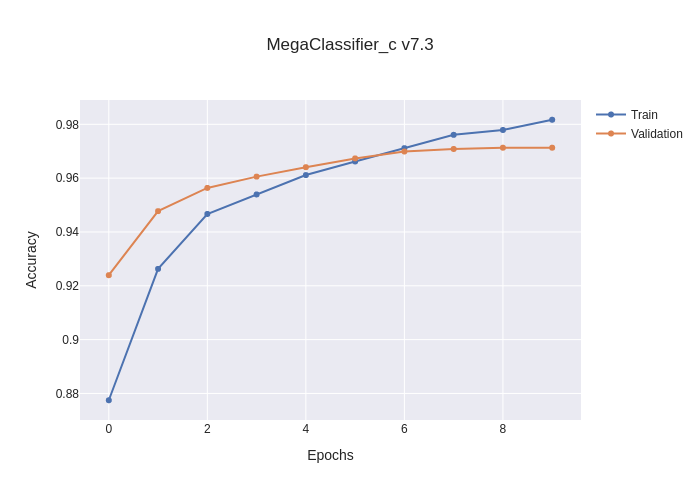 MegaClassifier_c v7.3
Train
Validation
Accuracy
0.98
0.96
0.94
0.92
0.9
0.88
0
2
4
6
8
Epochs